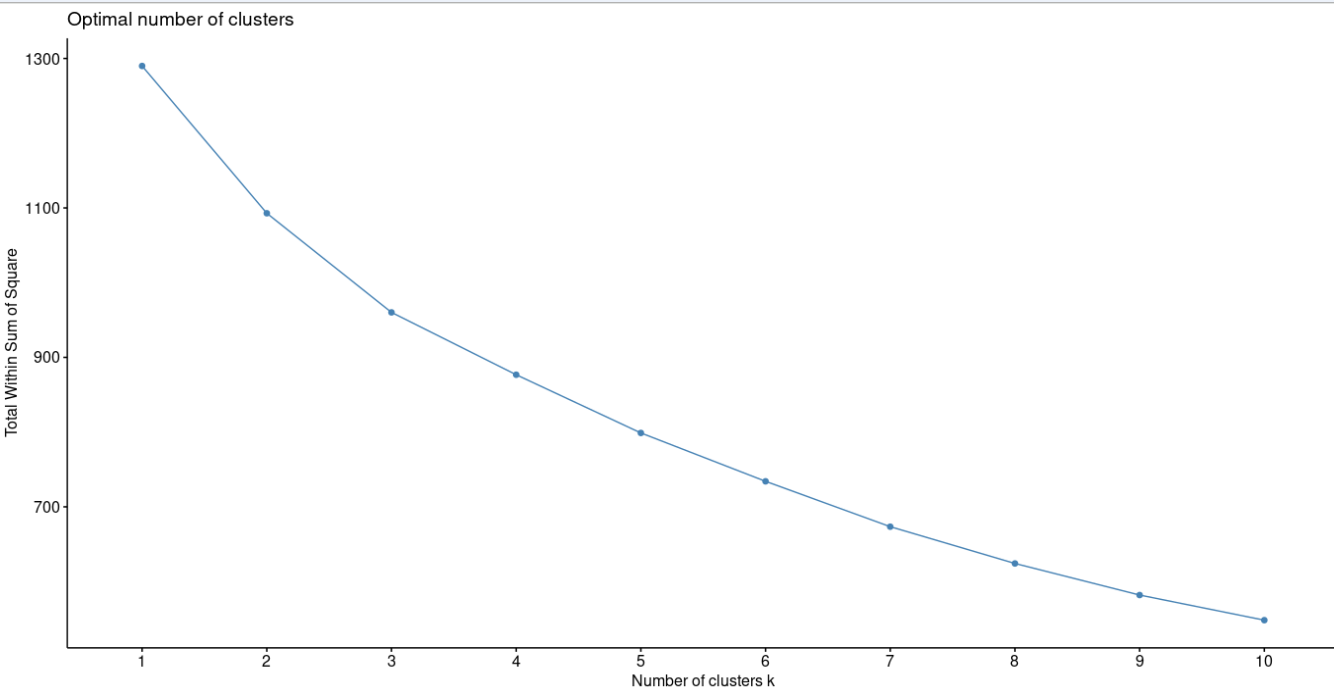 Optimal number of clusters
1300
1100
900
700
Total Within Sum of Square
1 2 3 4 5 6 7 8 9 10
Number of clusters k